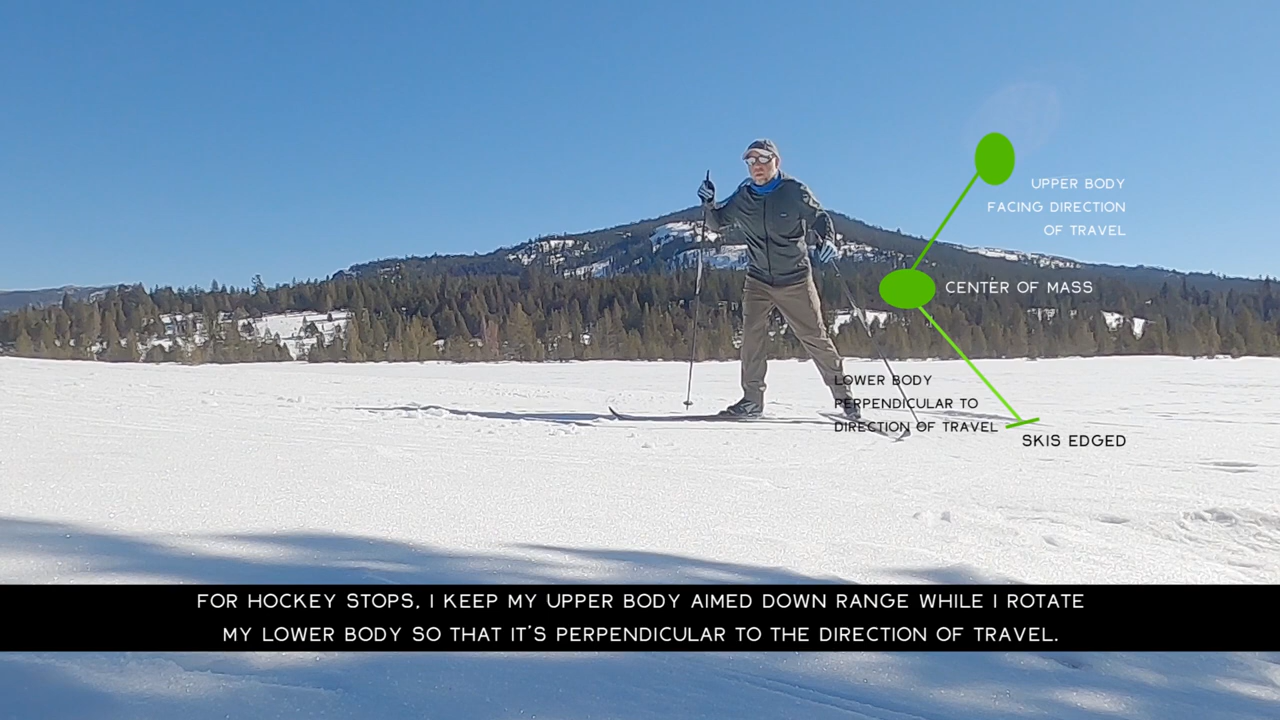 UPPER BODY
FACING DIRECTION
OF TRAVEL
CENTER OF MASS
LOWER BODY
PERPENDICULAR TO
DIRECTION OF TRAVEL
SKIS EDGED
FOR HOCKEY STOPS, I KEEP MY UPPER BODY AIMED DOWN RANGE WHILE I ROTATE
MY LOWER BODY SO THAT IT'S PERPENDICULAR TO THE DIRECTION OF TRAVEL.